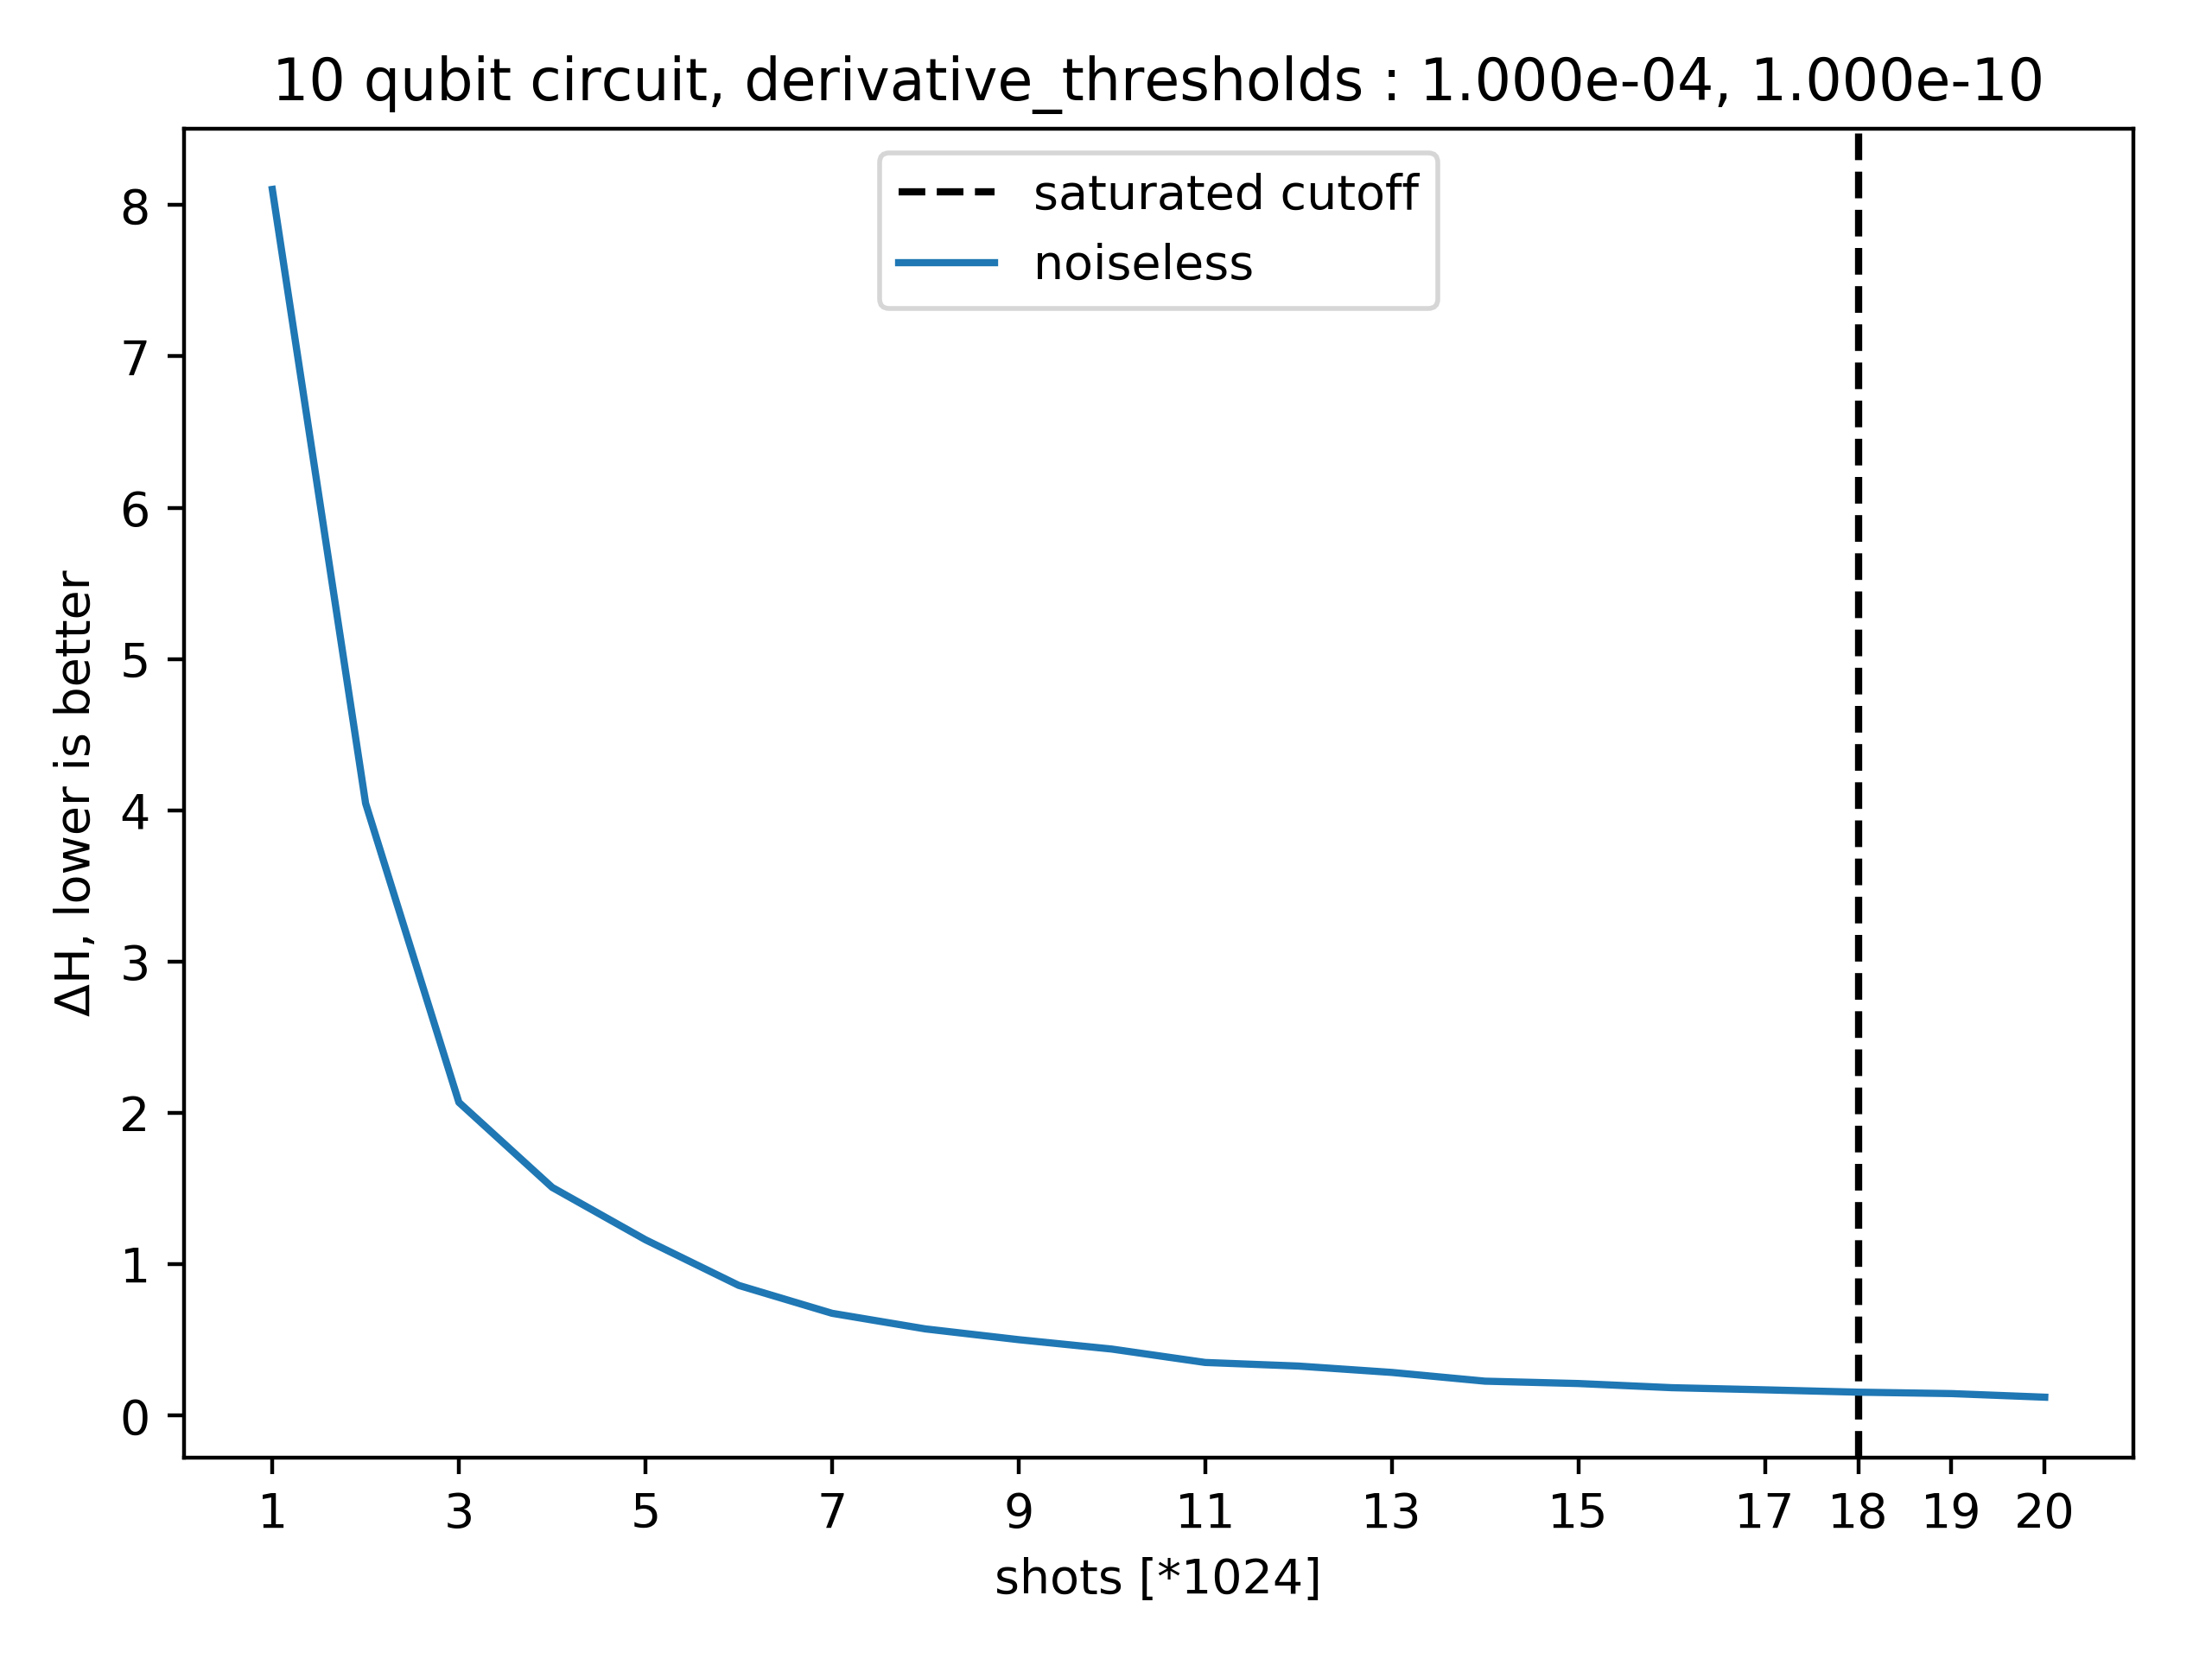 10 qubit circuit, derivative_thresholds : 1.000e-04, 1.000e-10
saturated cutoff
noiseless
8
7
6
5
4
3
2
1
0
ΔH, lower is better
1 3 5 7 9 11 13 15 17 18 19 20
shots [*1024]